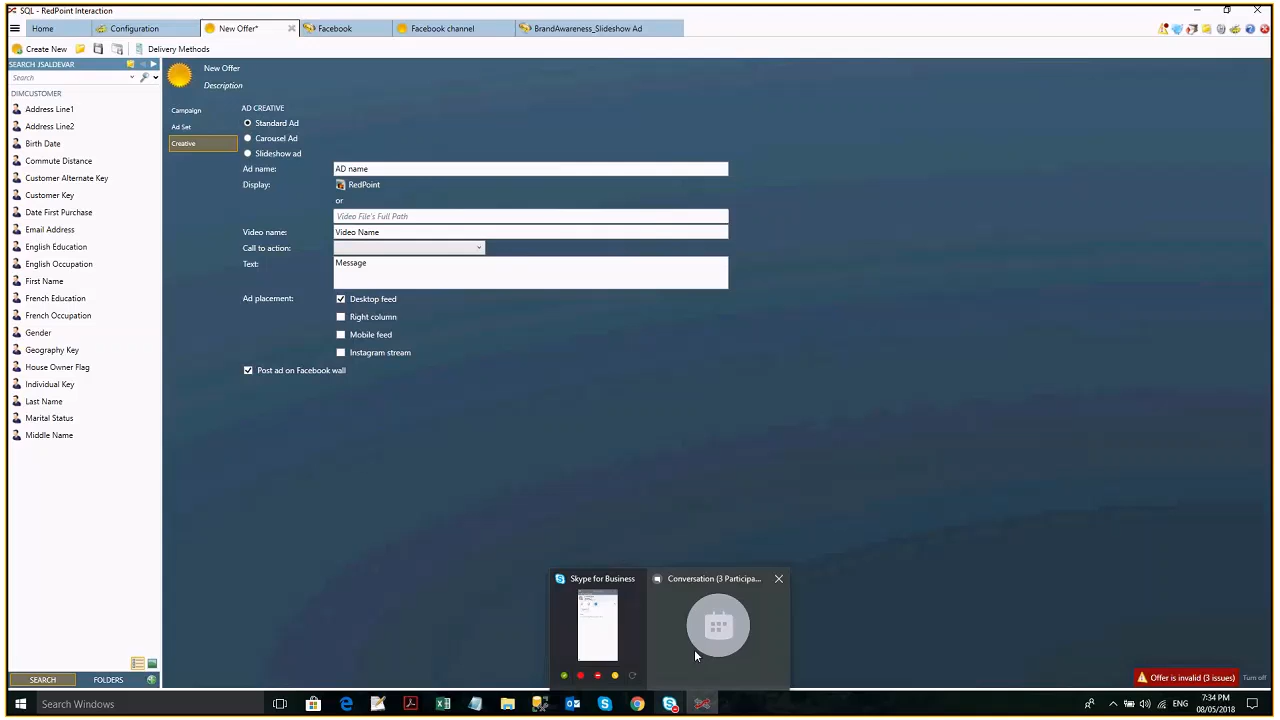 SQL - RedPoint Interaction
Home
Configuration
New Offer*
Facebook
Facebook channel
BrandAwareness_Slideshow Ad
Create New
Delivery Methods
SEARCH JSALDEVAR
Search
DIMCUSTOMER
Address Line1
Address Line2
Birth Date
Commute Distance
Customer Alternate Key
Customer Key
Date First Purchase
Email Address
English Education
English Occupation
First Name
French Education
French Occupation
Gender
Geography Key
House Owner Flag
Individual Key
Last Name
Marital Status
Middle Name
SEARCH
FOLDERS
New Offer
Description
Campaign
Ad Set
Creative
AD CREATIVE
Standard Ad
Carousel Ad
Slideshow ad
Ad name: AD name
Display: RedPoint
or
Video File's Full Path
Video name: Video Name
Call to action:
Text: Message
Ad placement: Desktop feed
Right column
Mobile feed
Instagram stream
Post ad on Facebook wall
Skype for Business
Conversation (3 Participa...
Offer is invalid (3 issues)
Turn off
Search Windows
ENG
7:34 PM
08/05/2018